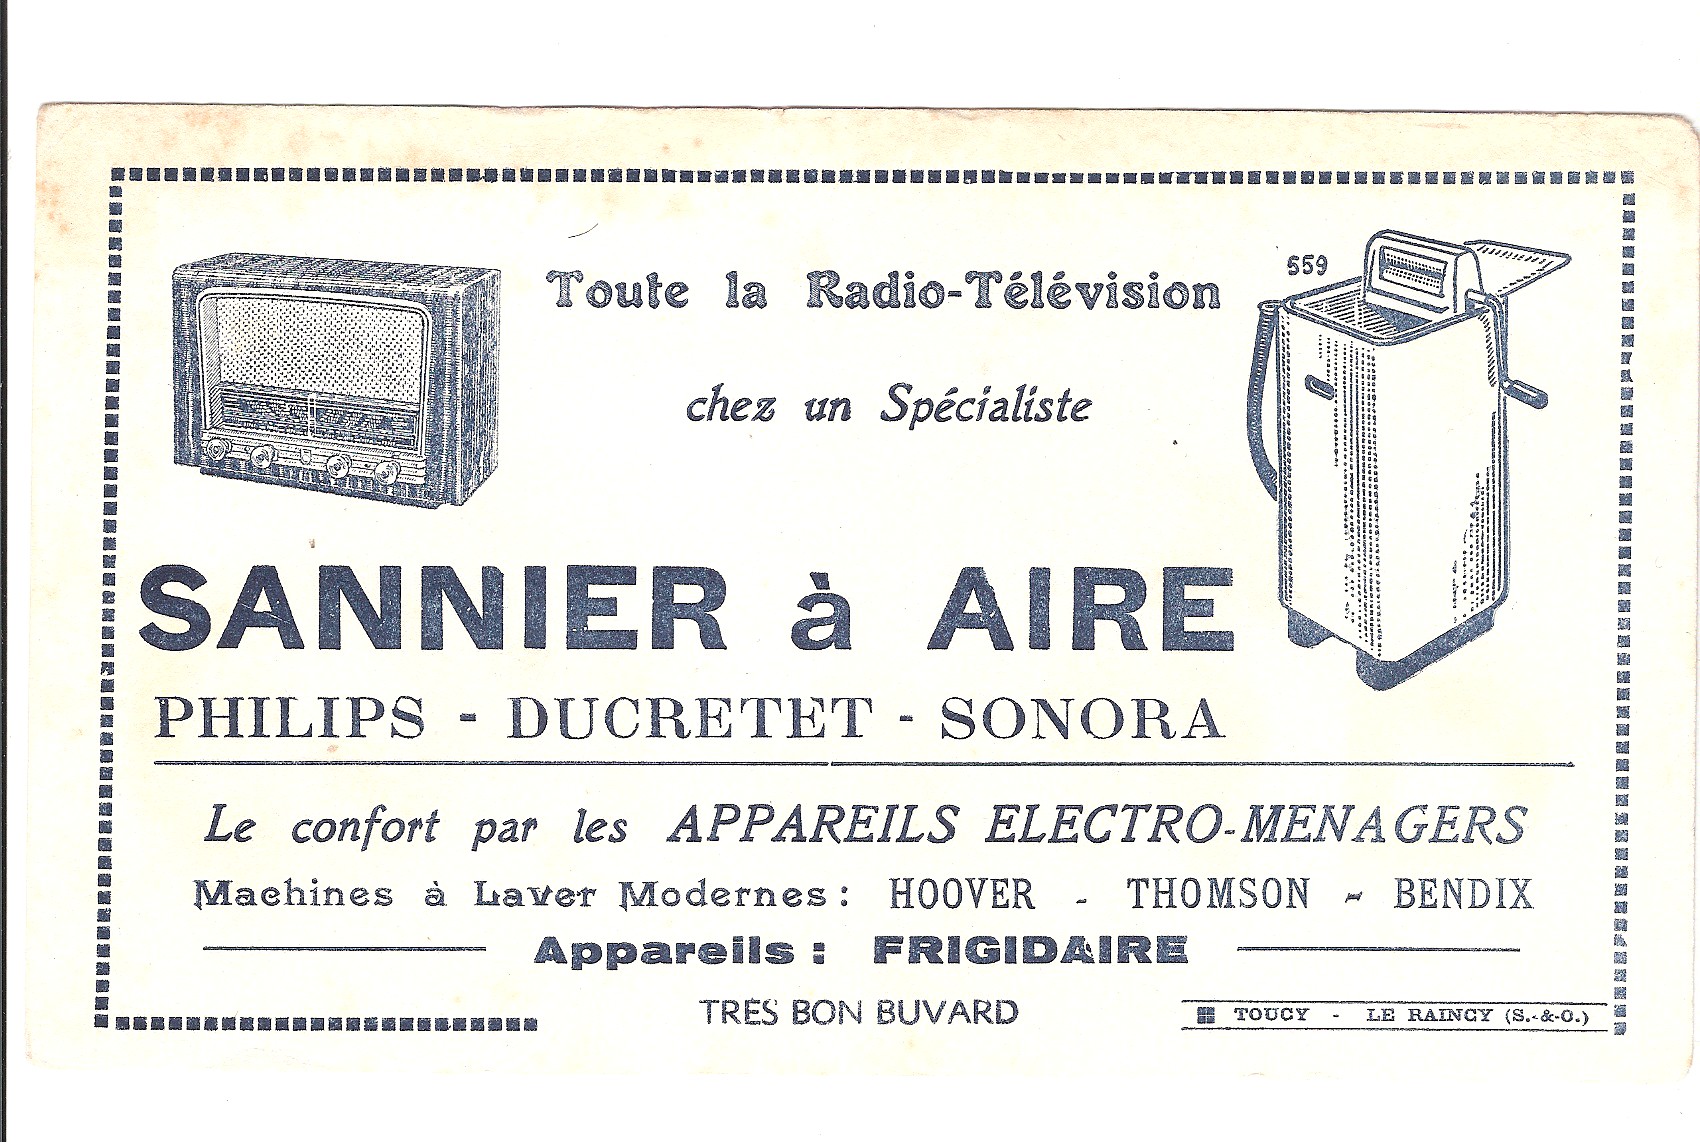 Toute la Radio-Télévision
559
chez un Spécialiste
SANNIER à AIRE
PHILIPS - DUCRETET - SONORA
Le confort par les APPAREILS ELECTRO-MENAGERS
Machines à Laver Modernes : HOOVER - THOMSON - BENDIX
Appareils : FRIGIDAIRE
TRES BON BUVARD
TOUCY - LE RAINCY (S.-&-O.)